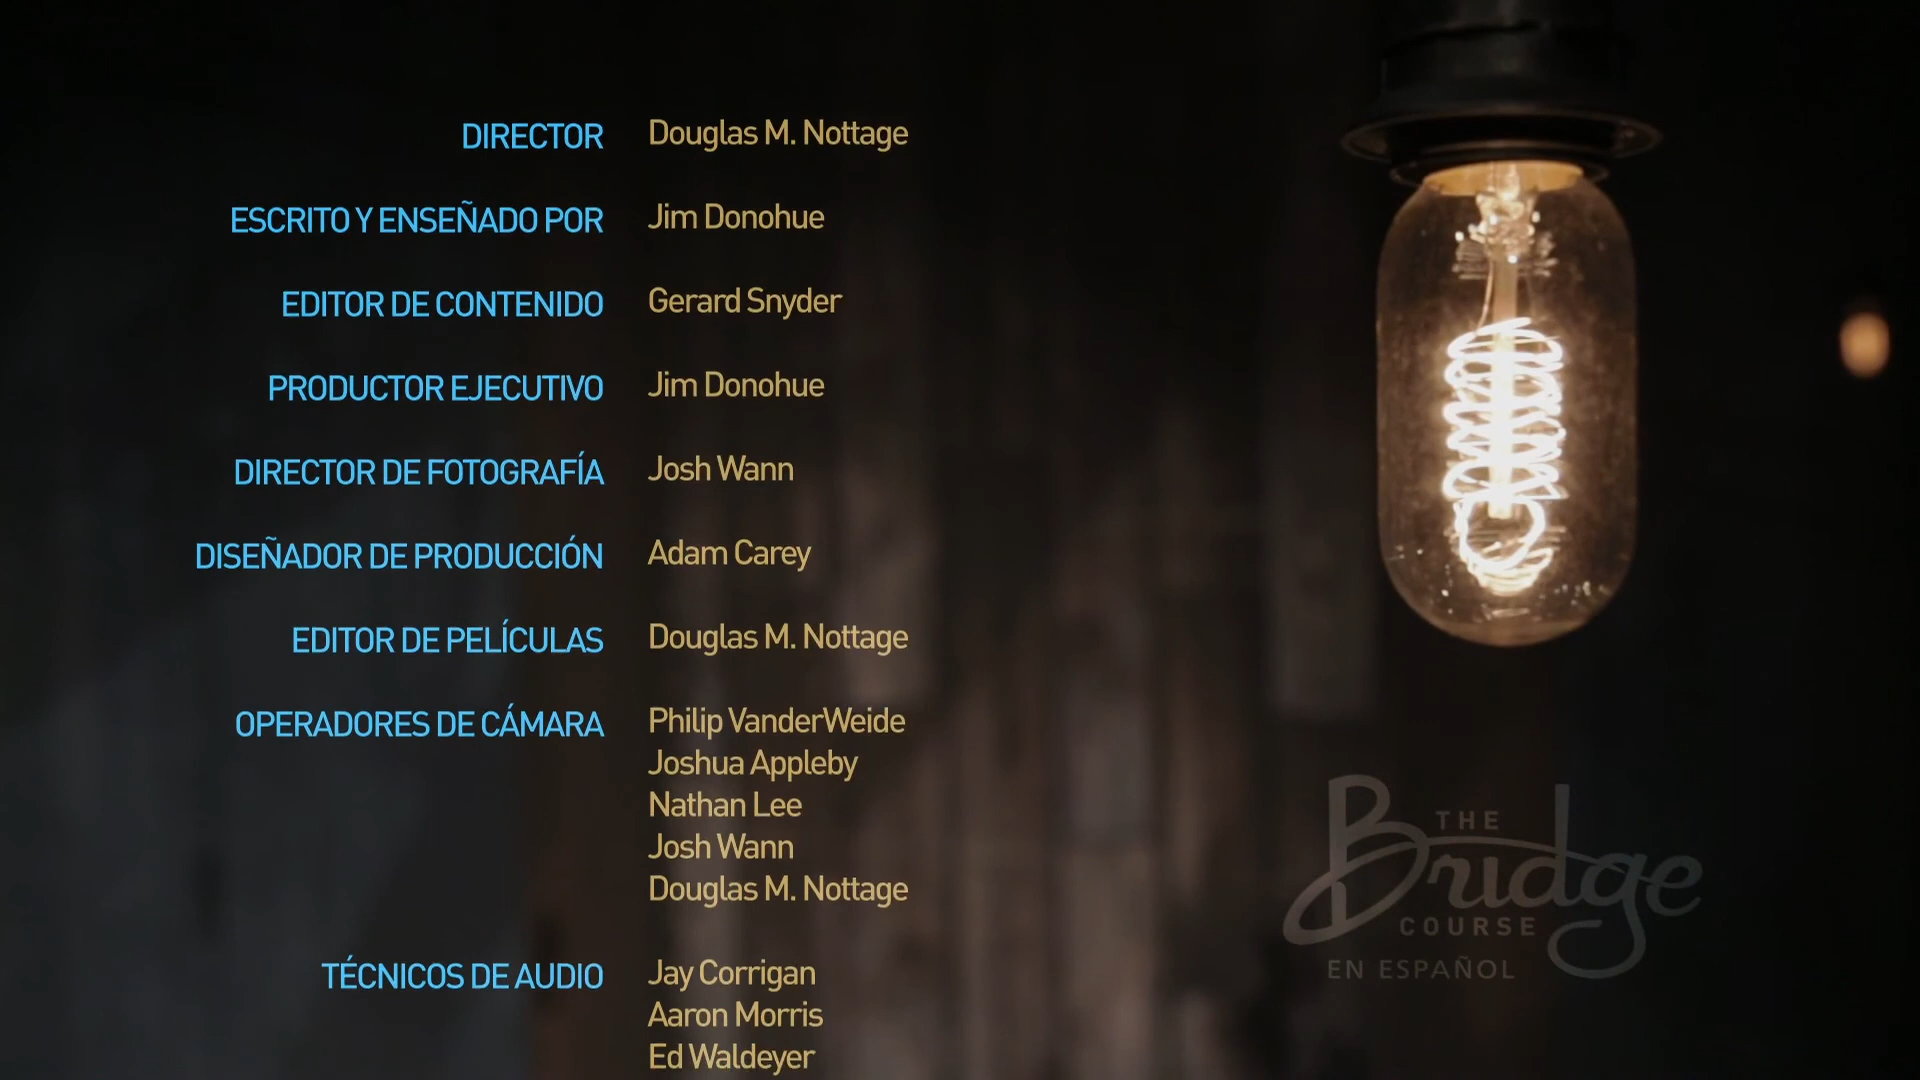 DIRECTOR Douglas M. Nottage
ESCRITO Y ENSEÑADO POR Jim Donohue
EDITOR DE CONTENIDO Gerard Snyder
PRODUCTOR EJECUTIVO Jim Donohue
DIRECTOR DE FOTOGRAFÍA Josh Wann
DISEÑADOR DE PRODUCCIÓN Adam Carey
EDITOR DE PELÍCULAS Douglas M. Nottage
OPERADORES DE CÁMARA Philip VanderWeide
Joshua Appleby
Nathan Lee
Josh Wann
Douglas M. Nottage
TÉCNICOS DE AUDIO Jay Corrigan
Aaron Morris
Ed Waldeyer
THE
Bridge
COURSE
EN ESPAÑOL